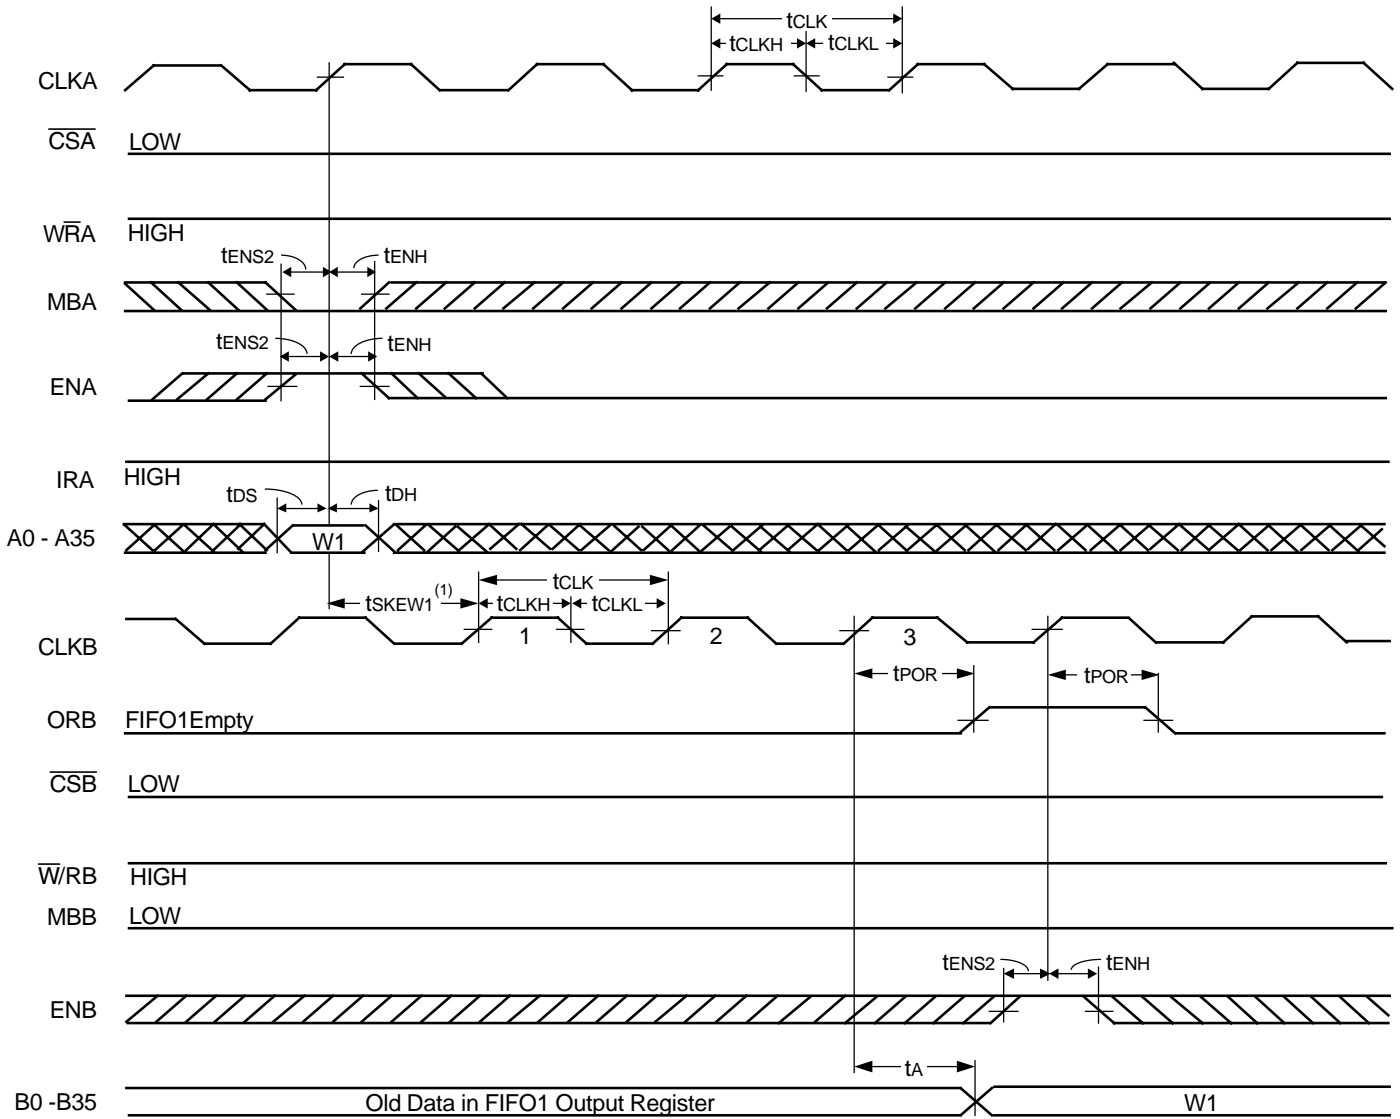 tCLK
tCLKH tCLKL
CLKA
CSA LOW
WRA HIGH
tENS2 tENH
MBA
tENS2 tENH
ENA
IRA HIGH
tDS tDH
A0 - A35 W1
tSKEW1 (1) tCLK
tCLKH tCLKL
CLKB 1 2 3
tPOR tPOR
ORB FIFO1Empty
CSB LOW
W/RB HIGH
MBB LOW
tENS2 tENH
ENB
tA
B0 -B35 Old Data in FIFO1 Output Register W1